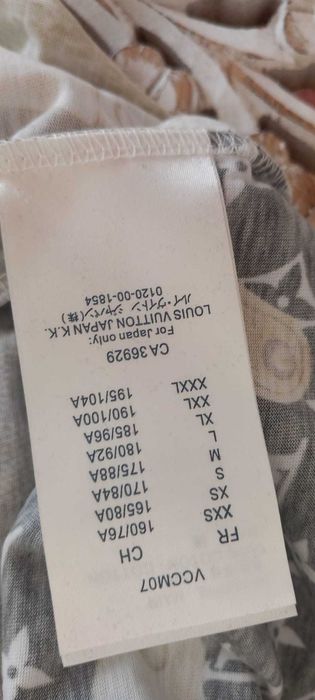 VCCM07
FR CH
XXS 160/76A
XS 165/80A
S 170/84A
M 175/88A
L 180/92A
XL 185/96A
XXL 190/100A
XXXL 195/104A
CA36929
For Japan only:
LOUIS VUITTON JAPAN K.K.
ルイ・ヴィトン ジャパン(株)
0120-00-1854